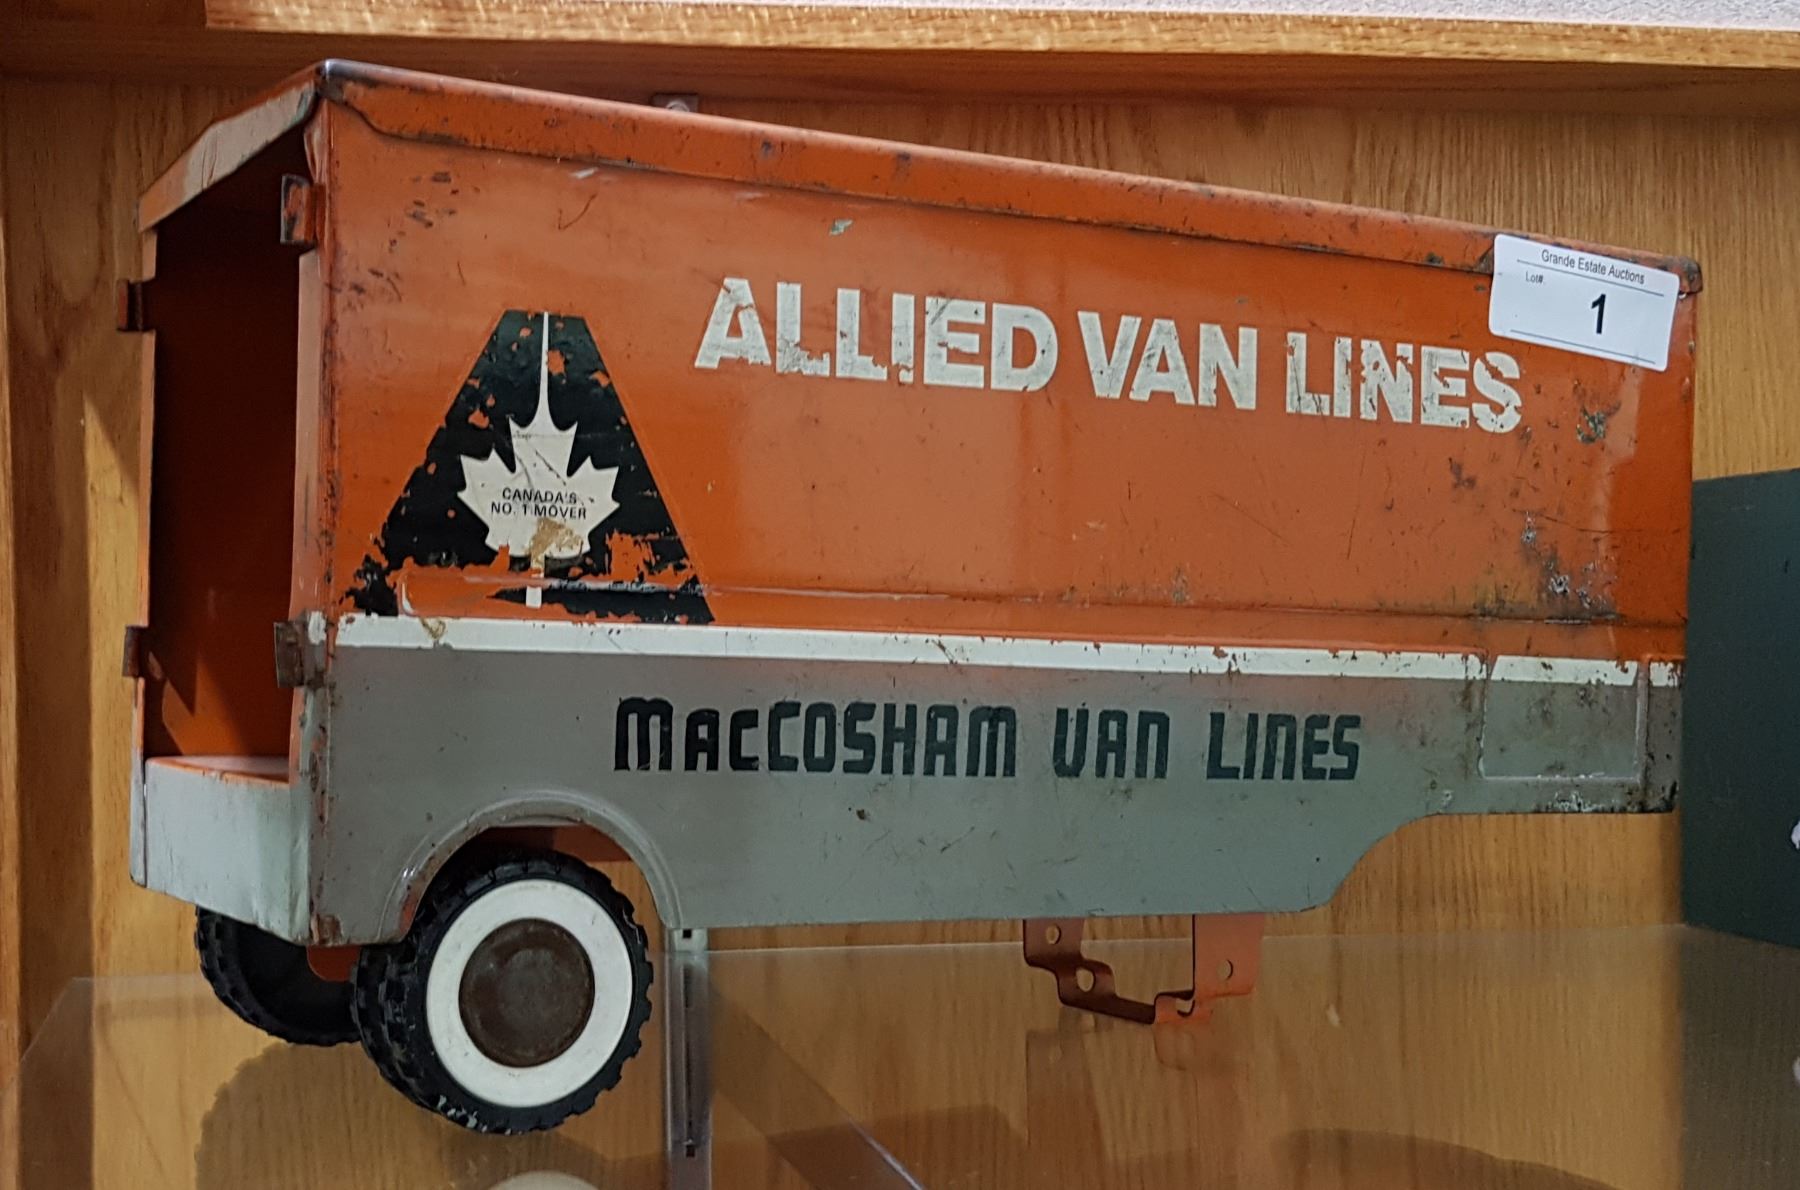 ALLIED VAN LINES
CANADA'S
NO. 1 MOVER
MACCOSHAM VAN LINES
Grande Estate Auctions
Lot#.
1